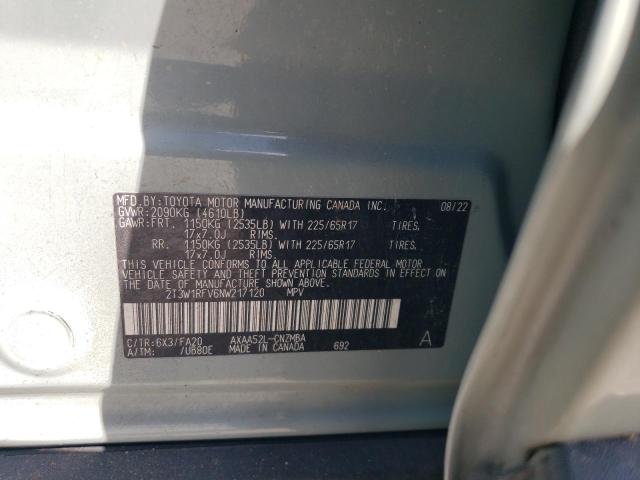 MFD.BY:TOYOTA MOTOR MANUFACTURING CANADA INC. 08/22
GVWR:2090KG (4610LB)
GAWR:FRT. 1150KG (2535LB) WITH 225/65R17 TIRES.
17x7.0J RIMS.
RR. 1150KG (2535LB) WITH 225/65R17 TIRES.
17x7.0J RIMS.
THIS VEHICLE CONFORMS TO ALL APPLICABLE FEDERAL MOTOR
VEHICLE SAFETY AND THEFT PREVENTION STANDARDS IN EFFECT ON
THE DATE OF MANUFACTURE SHOWN ABOVE.
2T3W1RFV6NW217120 MPV
C/TR:6X3/FA20 AXAA52L-CNZMBA A
A/TM: /UB80E MADE IN CANADA 692